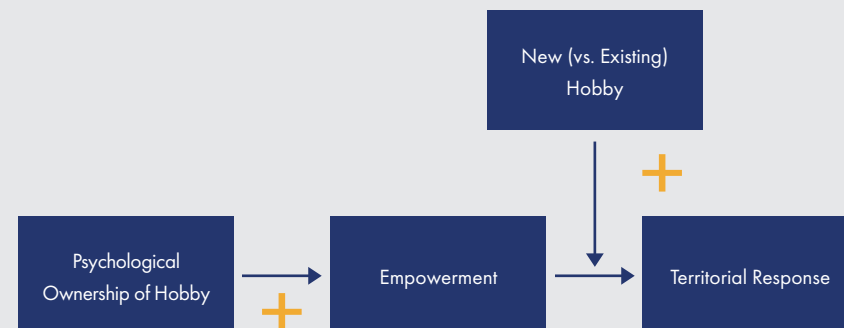 New (vs. Existing)
Hobby
+
Psychological
Ownership of Hobby
Empowerment
Territorial Response
+